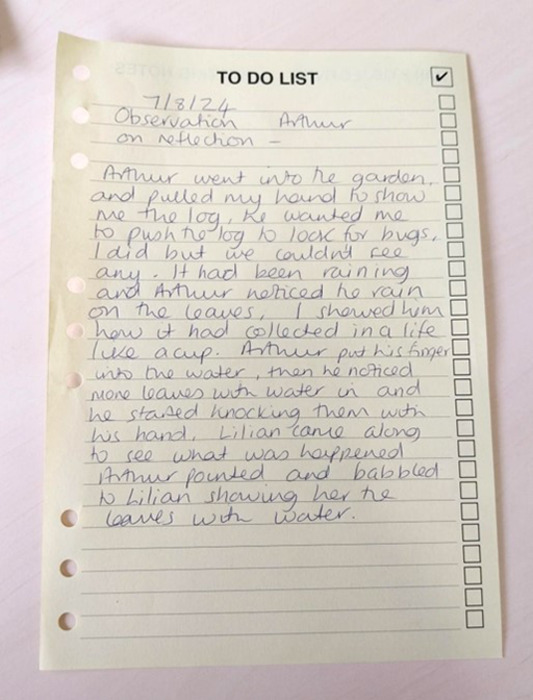 TO DO LIST
7/8/24
Observation Arthur
on reflection -
Arthur went into the garden,
and pulled my hand to show
me the log, he wanted me
to push the log to look for bugs,
I did but we couldn't see
any. It had been raining
and Arthur noticed the rain
on the leaves, I showed him
how it had collected in a life
like a cup. Arthur put his finger
into the water, then he noticed
more leaves with water in and
he started knocking them with
his hand. Lilian came along
to see what was happened
Arthur pointed and babbled
to Lilian showing her the
leaves with water.